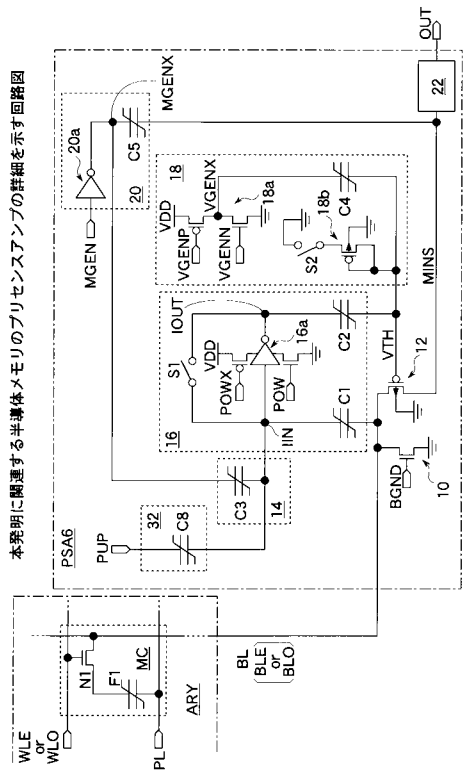 本発明に関連する半導体メモリのプリセンスアンプの詳細を示す回路図
WLE
or
WLO
PL
N1
F1
MC
ARY
BL
BLE
or
BLO
PSA6
PUP
32
C8
C3
14
MGEN
20a
MGENX
C5
20
16
S1
IOUT
VDD
POWX
POW
16a
IIN
C1
C2
VDD
18
VGENP
VGENX
VGENN
18a
C4
S2
18b
VTH
MINS
12
BGND
10
22
OUT